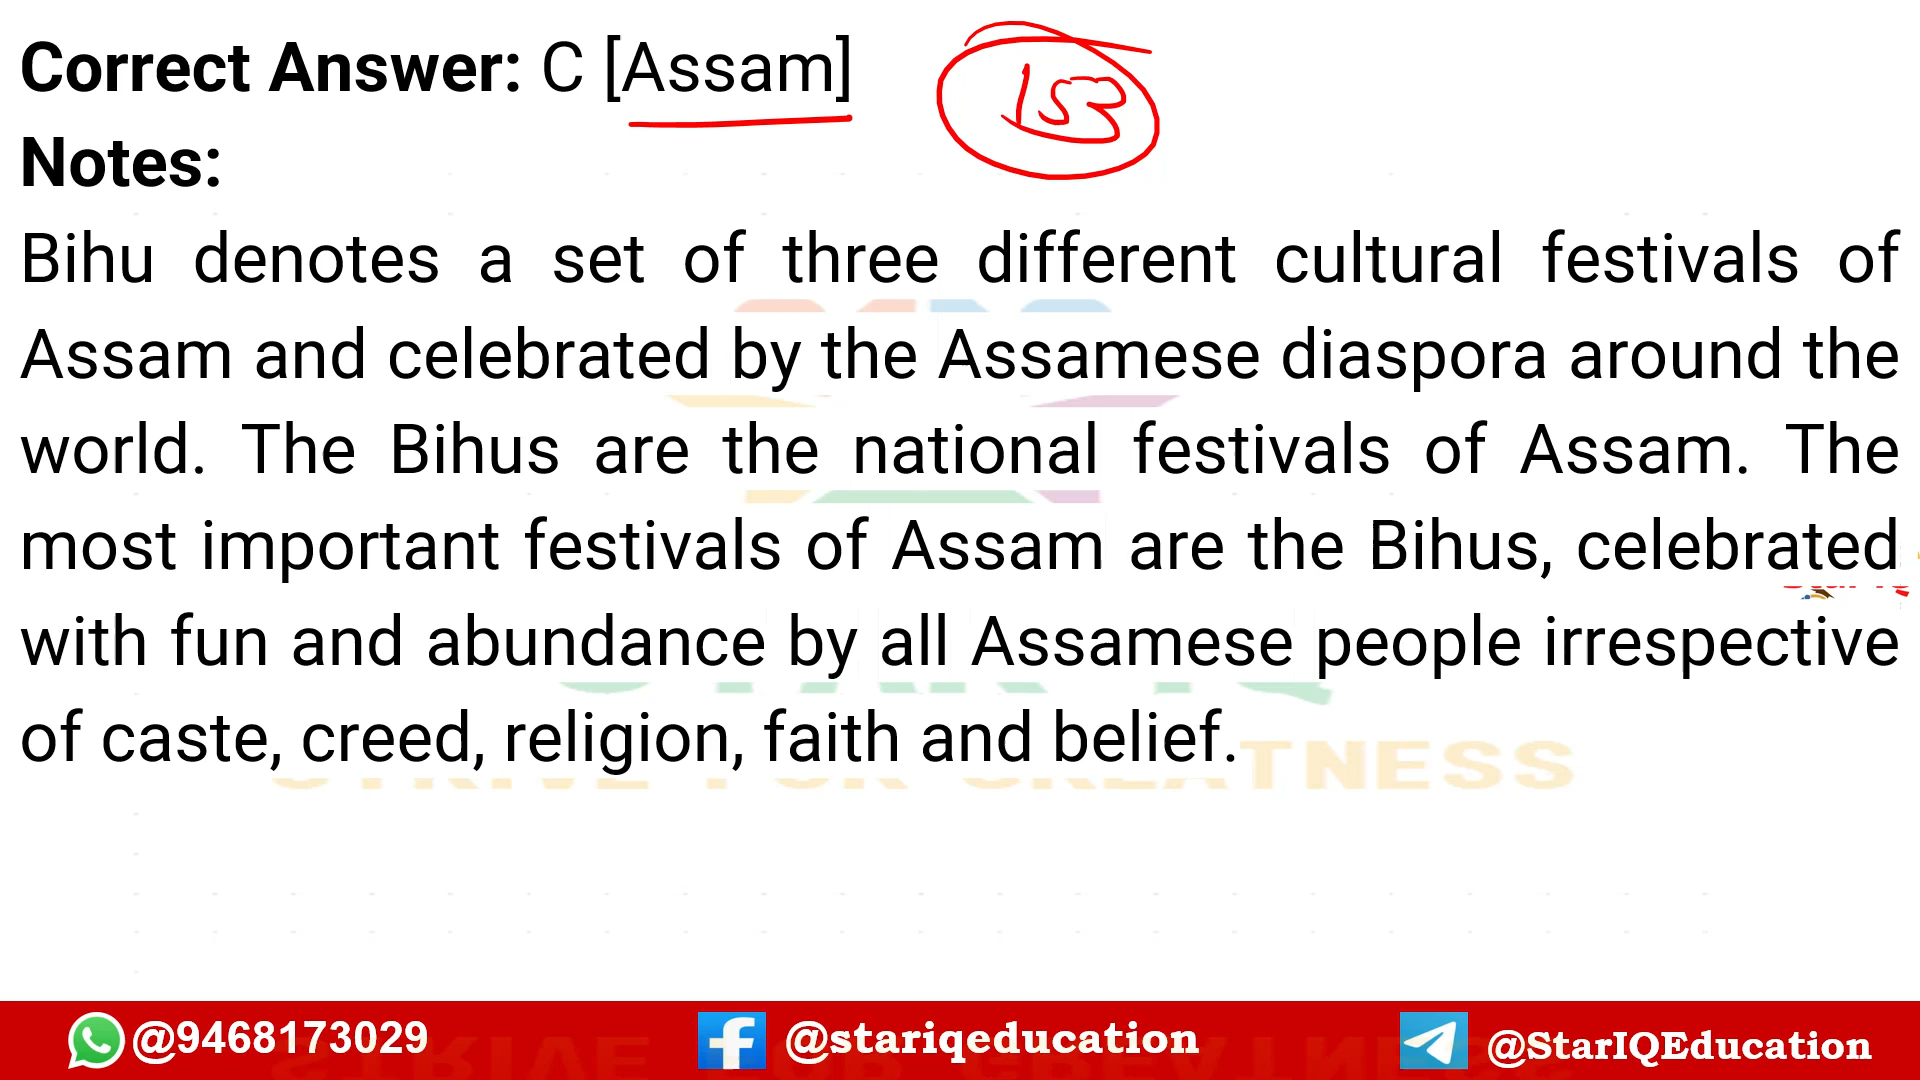 Correct Answer: C [Assam]
153
Notes:
Bihu denotes a set of three different cultural festivals of
Assam and celebrated by the Assamese diaspora around the
world. The Bihus are the national festivals of Assam. The
most important festivals of Assam are the Bihus, celebrated
with fun and abundance by all Assamese people irrespective
of caste, creed, religion, faith and belief.
STRIVE FOR GREATNESS
@9468173029
@stariqeducation
@StarIQEducation